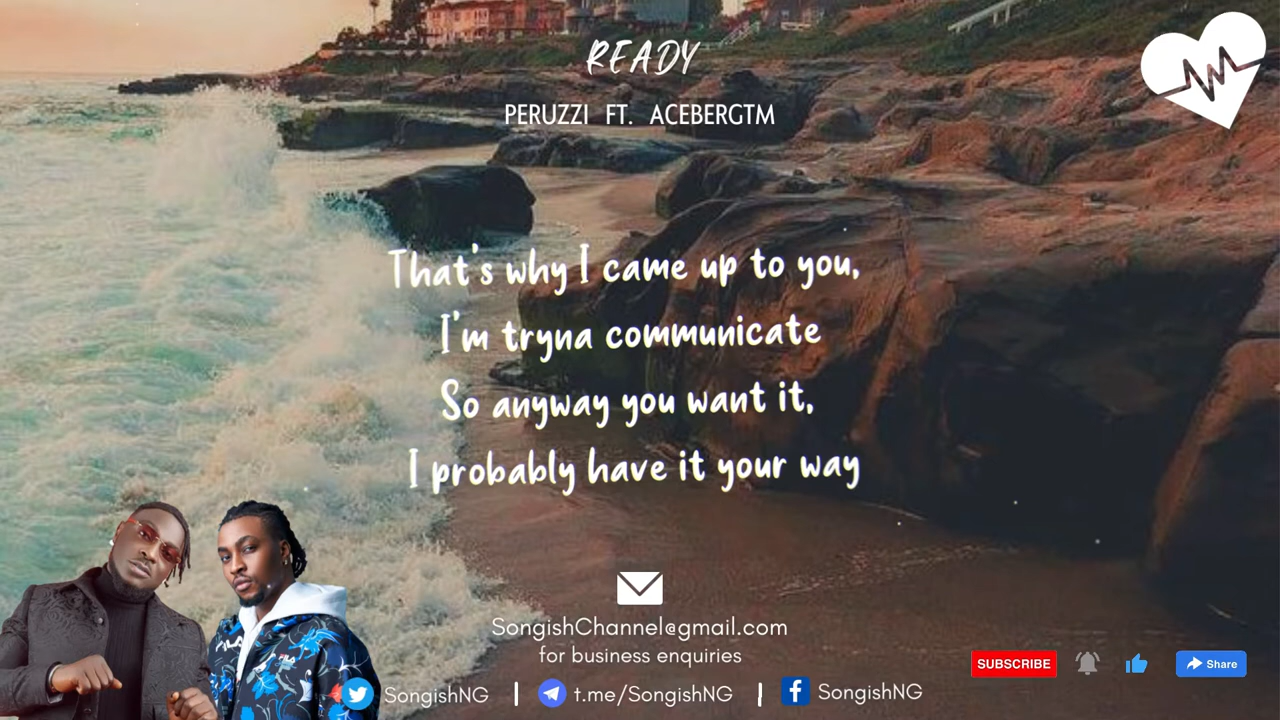 READY
PERUZZI FT. ACEBERGTM
That's why I came up to you,
I'm tryna communicate
So anyway you want it,
I probably have it your way
SongishChannel@gmail.com
for business enquiries
SUBSCRIBE
Share
SongishNG | t.me/SongishNG | SongishNG